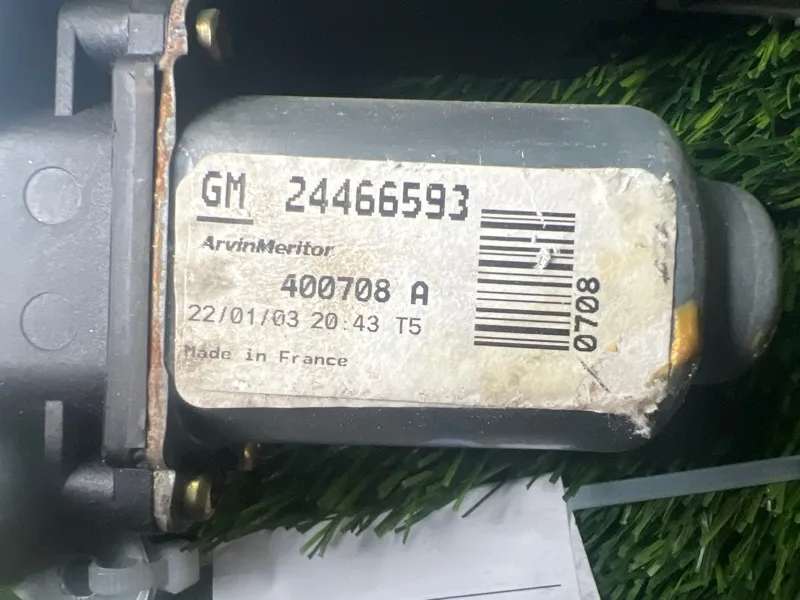 GM 24466593
ArvinMeritor
400708 A
22/01/03 20:43 T5
Made in France
0708